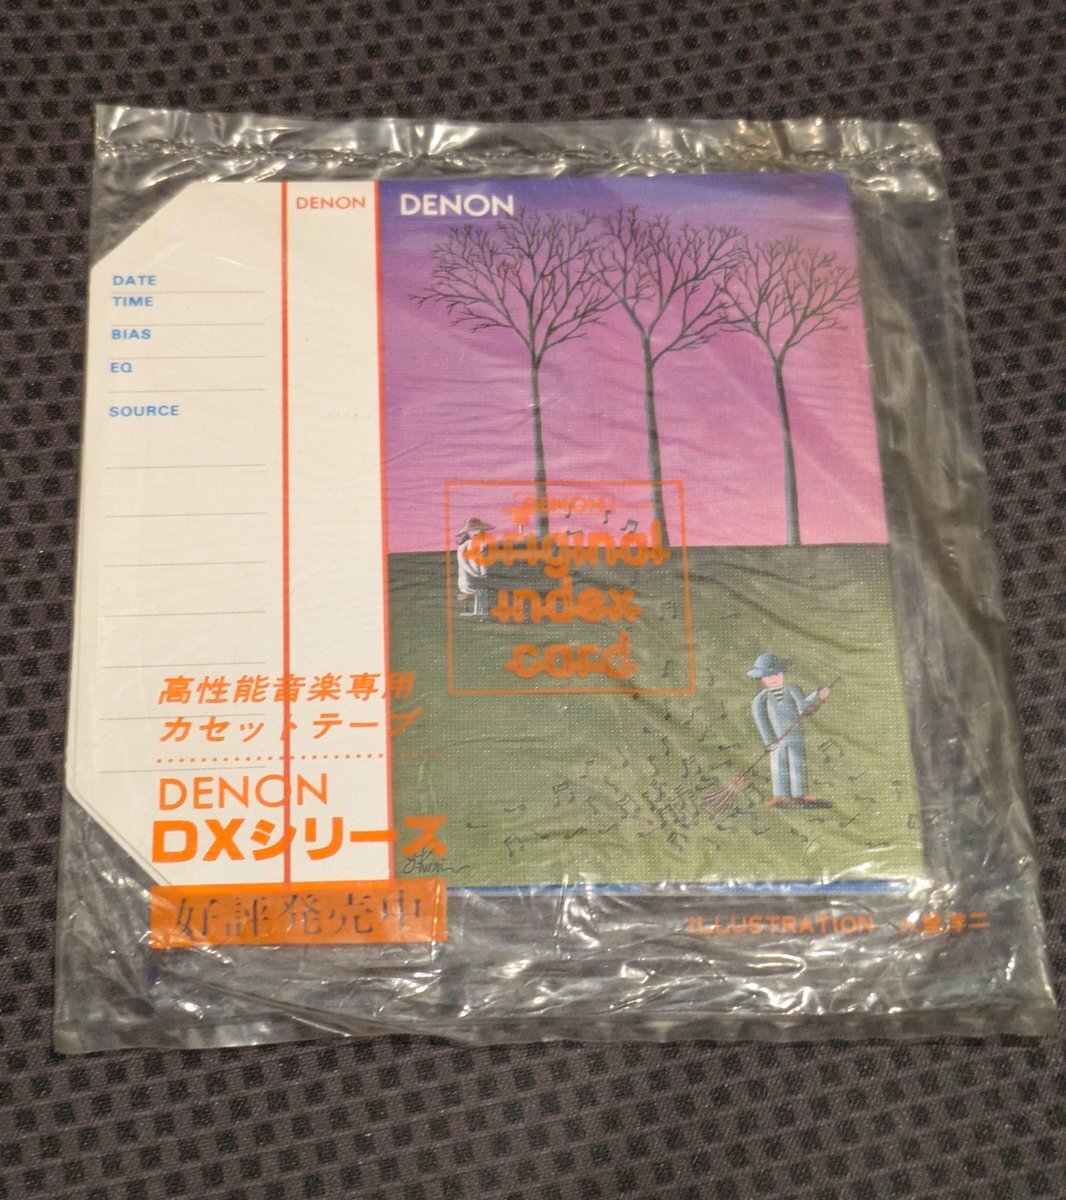 DENON
DENON
DATE
TIME
BIAS
EQ
SOURCE
DENON
original
index
card
高性能音楽専用
カセットテープ
DENON
DXシリーズ
好評発売中
ILLUSTRATION